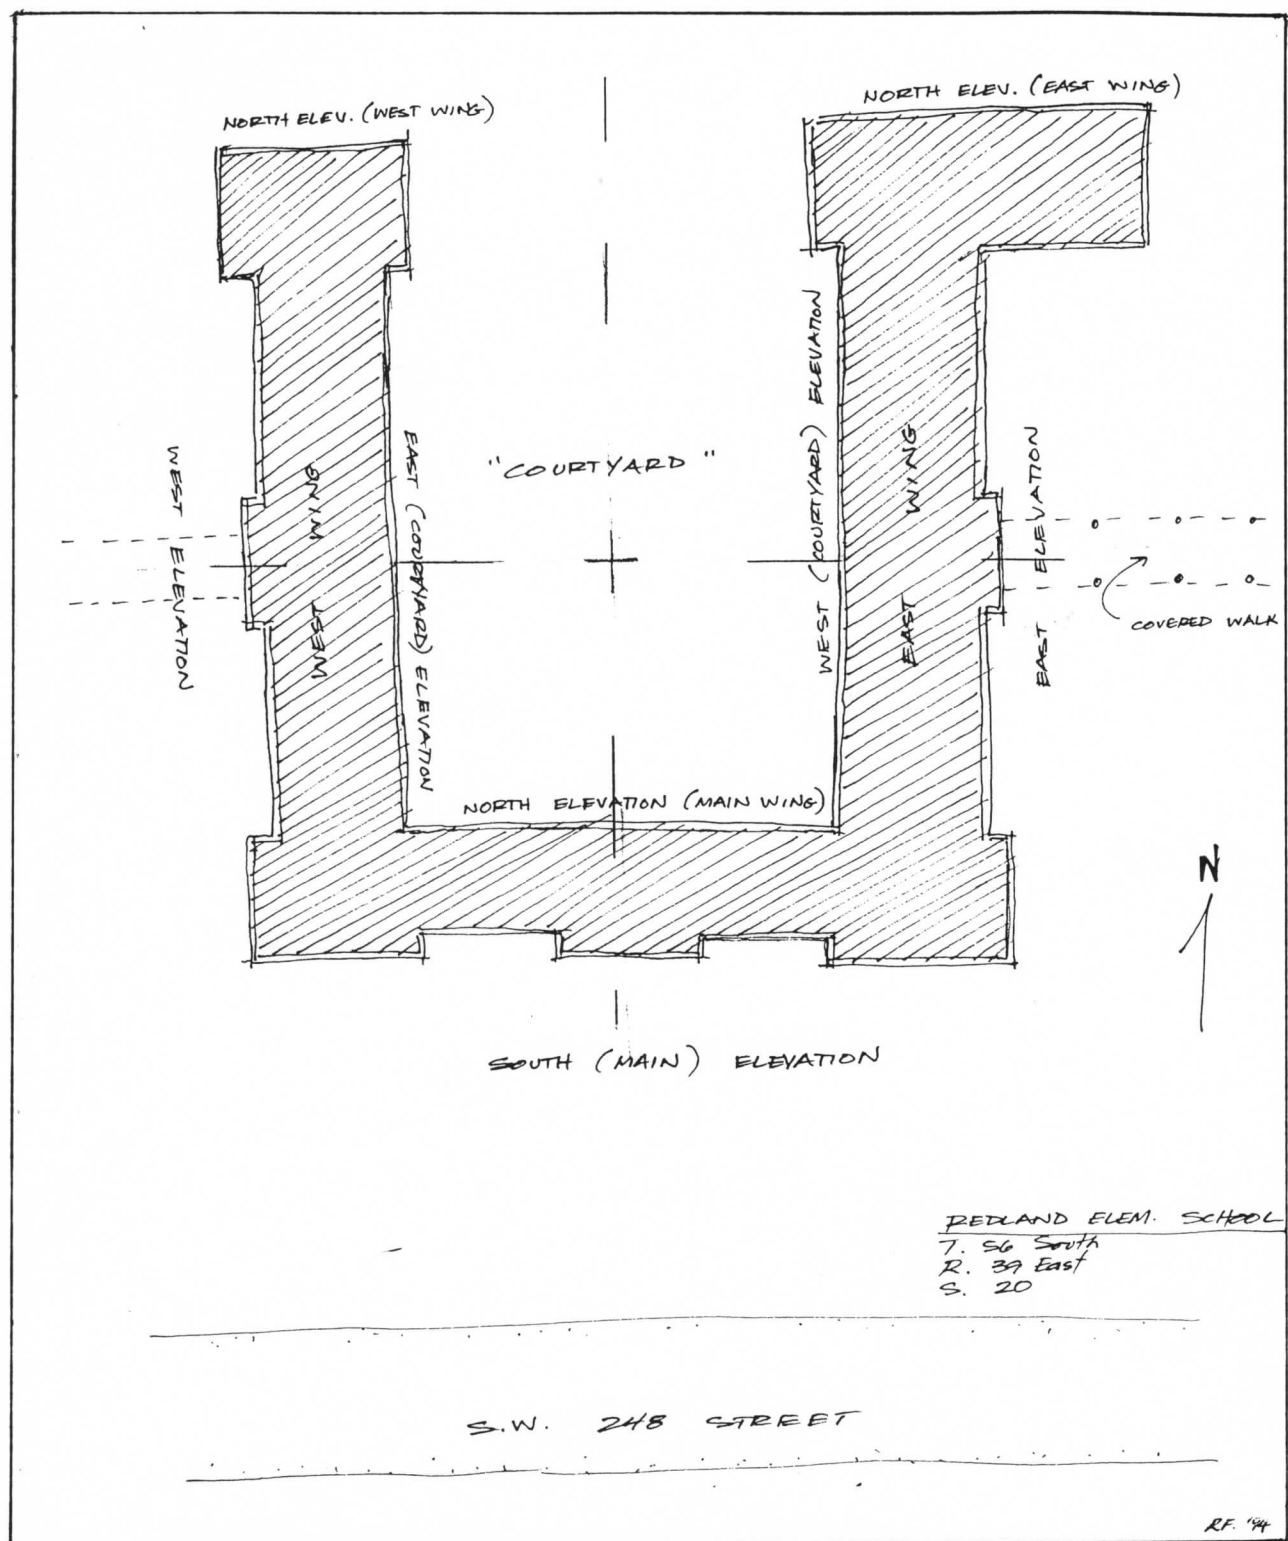 NORTH ELEV. (WEST WING)
NORTH ELEV. (EAST WING)
"COURTYARD"
WEST ELEVATION
WEST WING
EAST (COURTYARD) ELEVATION
WEST (COURTYARD) ELEVATION
EAST WING
EAST ELEVATION
COVERED WALK
NORTH ELEVATION (MAIN WING)
N
SOUTH (MAIN) ELEVATION
REDLAND ELEM. SCHOOL
T. 56 South
R. 39 East
S. 20
S.W. 248 STREET
RF. '94